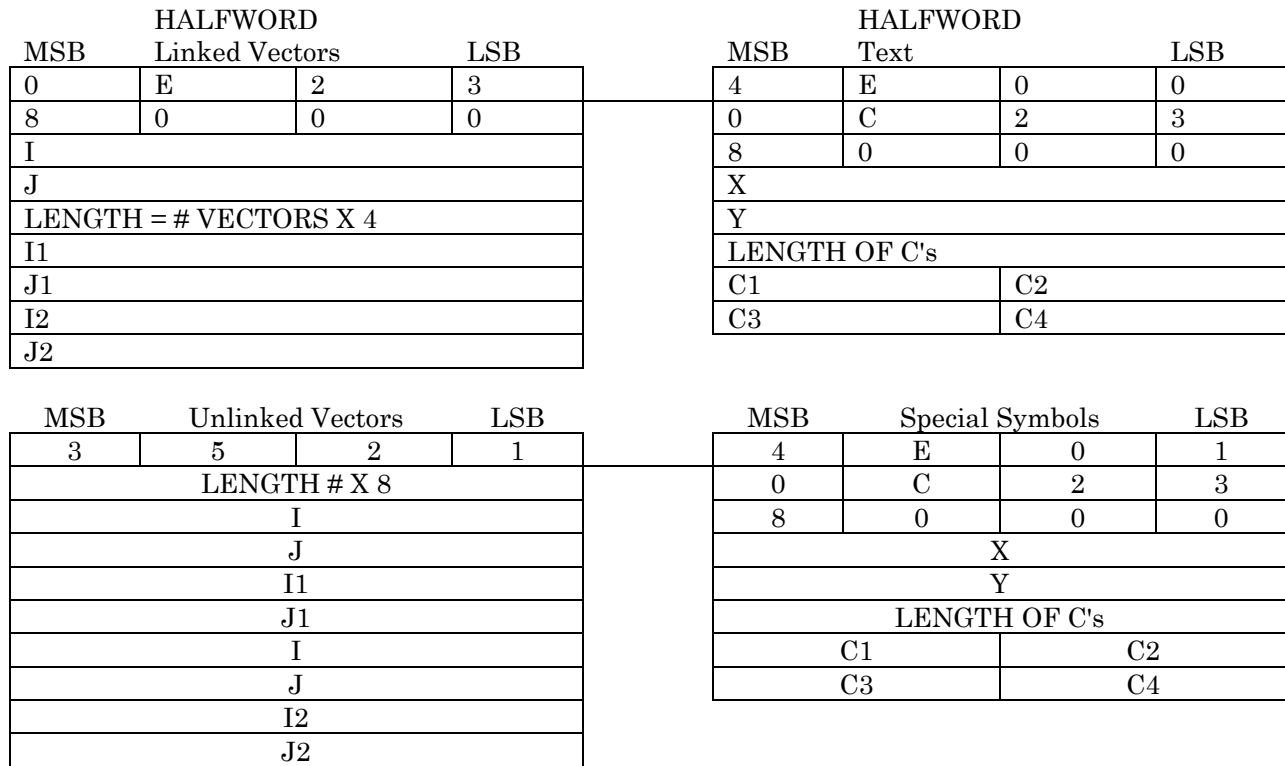 HALFWORD
MSB Linked Vectors LSB
0 E 2 3
8 0 0 0
I
J
LENGTH = # VECTORS X 4
I1
J1
I2
J2
HALFWORD
MSB Text LSB
4 E 0 0
0 C 2 3
8 0 0 0
X
Y
LENGTH OF C's
C1 C2
C3 C4
MSB Unlinked Vectors LSB
3 5 2 1
LENGTH # X 8
I
J
I1
J1
I
J
I2
J2
MSB Special Symbols LSB
4 E 0 1
0 C 2 3
8 0 0 0
X
Y
LENGTH OF C's
C1 C2
C3 C4